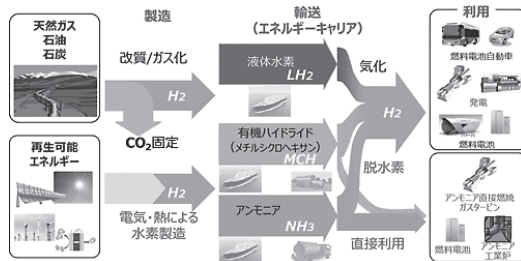 製造
輸送
(エネルギーキャリア)
利用
天然ガス
石油
石炭
改質/ガス化
H2
CO2固定
再生可能
エネルギー
H2
電気・熱による
水素製造
液体水素
LH2
有機ハイドライド
(メチルシクロヘキサン)
MCH
アンモニア
NH3
気化
H2
脱水素
直接利用
燃料電池自動車
発電
燃料電池
アンモニア直接燃焼
ガスタービン
燃料電池
アンモニア
工業炉